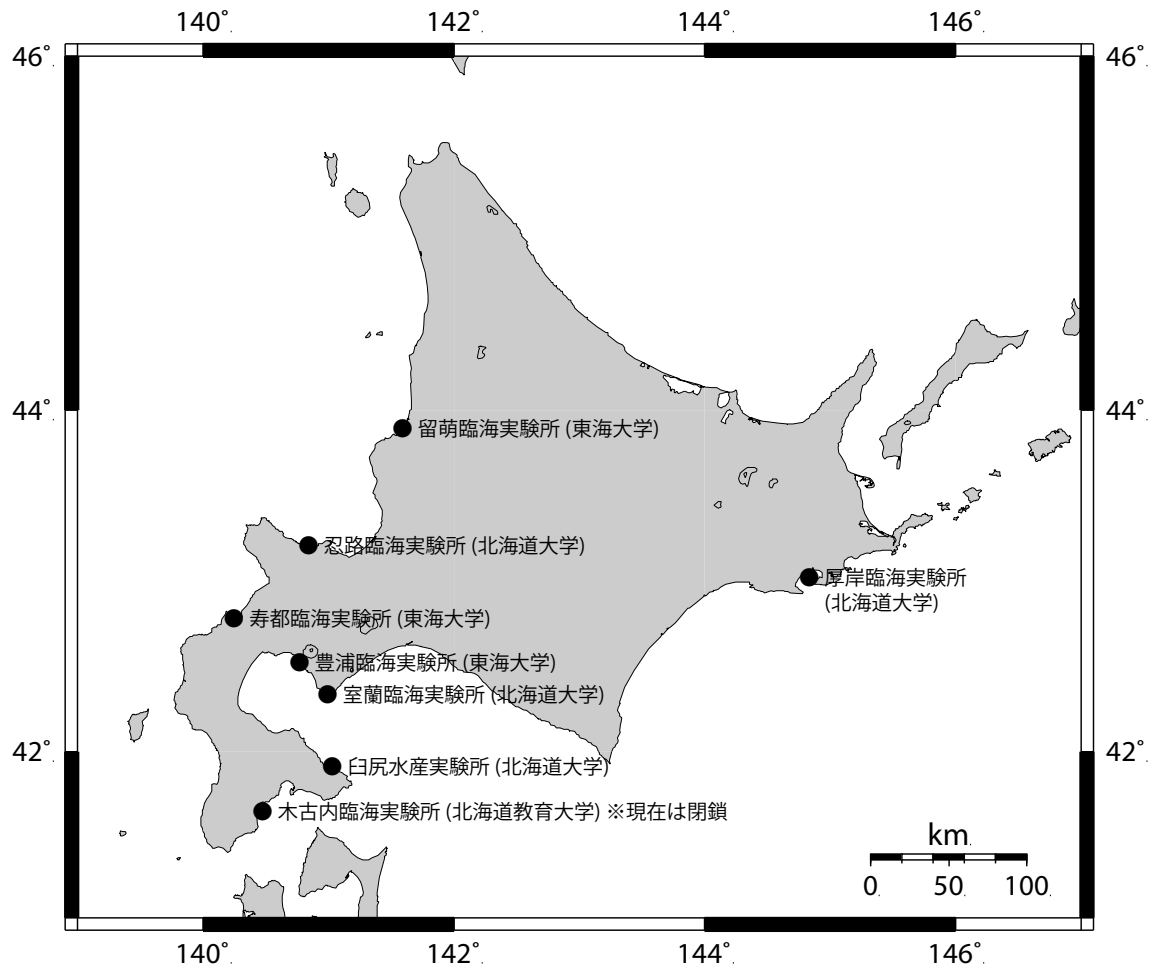 140° 142° 144° 146°
46° 46°
44° 44°
留萌臨海実験所 (東海大学)
忍路臨海実験所 (北海道大学)
厚岸臨海実験所
(北海道大学)
寿都臨海実験所 (東海大学)
豊浦臨海実験所 (東海大学)
室蘭臨海実験所 (北海道大学)
42° 42°
臼尻水産実験所 (北海道大学)
木古内臨海実験所 (北海道教育大学) ※現在は閉鎖
km
0 50 100
140° 142° 144° 146°